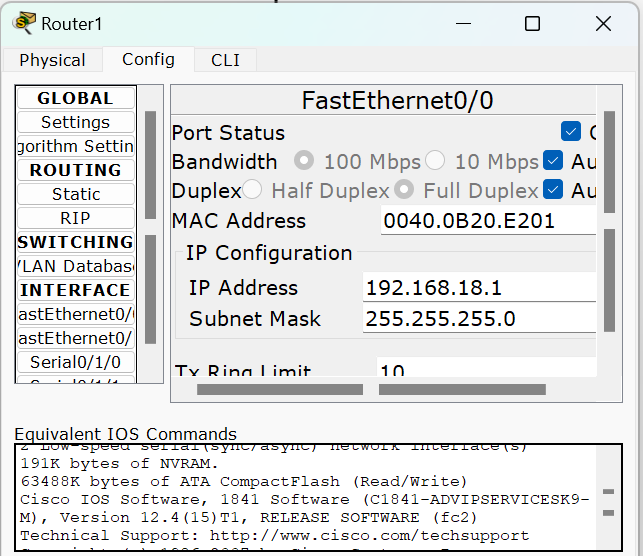 Router1
Physical Config CLI
GLOBAL
Settings
gorithm Settin
ROUTING
Static
RIP
SWITCHING
VLAN Databas
INTERFACE
astEthernet0/
astEthernet0/
Serial0/1/0
Serial0/1/1
FastEthernet0/0
Port Status
Bandwidth 100 Mbps 10 Mbps Au
Duplex Half Duplex Full Duplex Au
MAC Address 0040.0B20.E201
IP Configuration
IP Address 192.168.18.1
Subnet Mask 255.255.255.0
Tx Ring Limit 10
Equivalent IOS Commands
2 Low-speed serial(sync/async) network interface(s)
191K bytes of NVRAM.
63488K bytes of ATA CompactFlash (Read/Write)
Cisco IOS Software, 1841 Software (C1841-ADVIPSERVICESK9-
M), Version 12.4(15)T1, RELEASE SOFTWARE (fc2)
Technical Support: http://www.cisco.com/techsupport